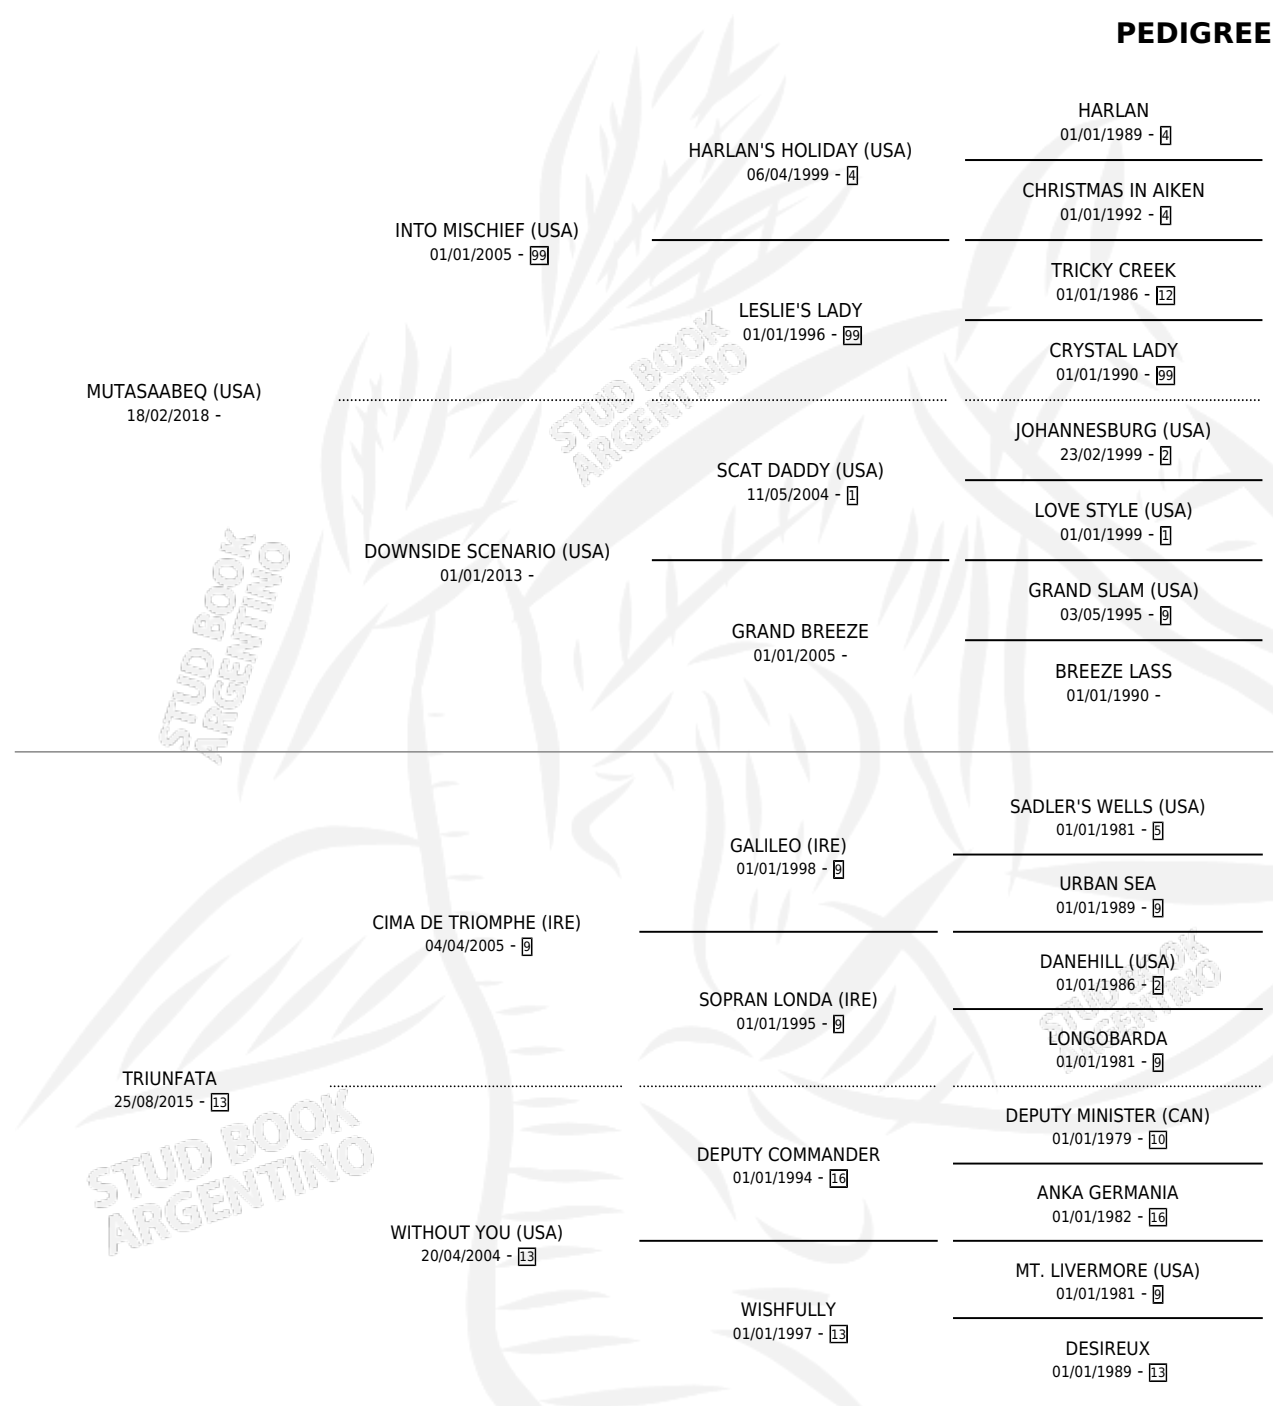 PEDIGREE
HARLAN
01/01/1989 - 4
HARLAN'S HOLIDAY (USA)
06/04/1999 - 4
CHRISTMAS IN AIKEN
01/01/1992 - 4
INTO MISCHIEF (USA)
01/01/2005 - 99
TRICKY CREEK
01/01/1986 - 12
LESLIE'S LADY
01/01/1996 - 99
CRYSTAL LADY
01/01/1990 - 99
MUTASAABEQ (USA)
18/02/2018 -
JOHANNESBURG (USA)
23/02/1999 - 2
SCAT DADDY (USA)
11/05/2004 - 1
LOVE STYLE (USA)
01/01/1999 - 1
DOWNSIDE SCENARIO (USA)
01/01/2013 -
GRAND SLAM (USA)
03/05/1995 - 9
GRAND BREEZE
01/01/2005 -
BREEZE LASS
01/01/1990 -
SADLER'S WELLS (USA)
01/01/1981 - 5
GALILEO (IRE)
01/01/1998 - 9
URBAN SEA
01/01/1989 - 9
CIMA DE TRIOMPHE (IRE)
04/04/2005 - 9
DANEHILL (USA)
01/01/1986 - 2
SOPRAN LONDA (IRE)
01/01/1995 - 9
LONGOBARDA
01/01/1981 - 9
TRIUNFATA
25/08/2015 - 13
DEPUTY MINISTER (CAN)
01/01/1979 - 10
DEPUTY COMMANDER
01/01/1994 - 16
ANKA GERMANIA
01/01/1982 - 16
WITHOUT YOU (USA)
20/04/2004 - 13
MT. LIVERMORE (USA)
01/01/1981 - 9
WISHFULLY
01/01/1997 - 13
DESIREUX
01/01/1989 - 13
STUD BOOK
ARGENTINO
STUD BOOK
ARGENTINO
STUD BOOK
ARGENTINO
STUD BOOK
ARGENTINO